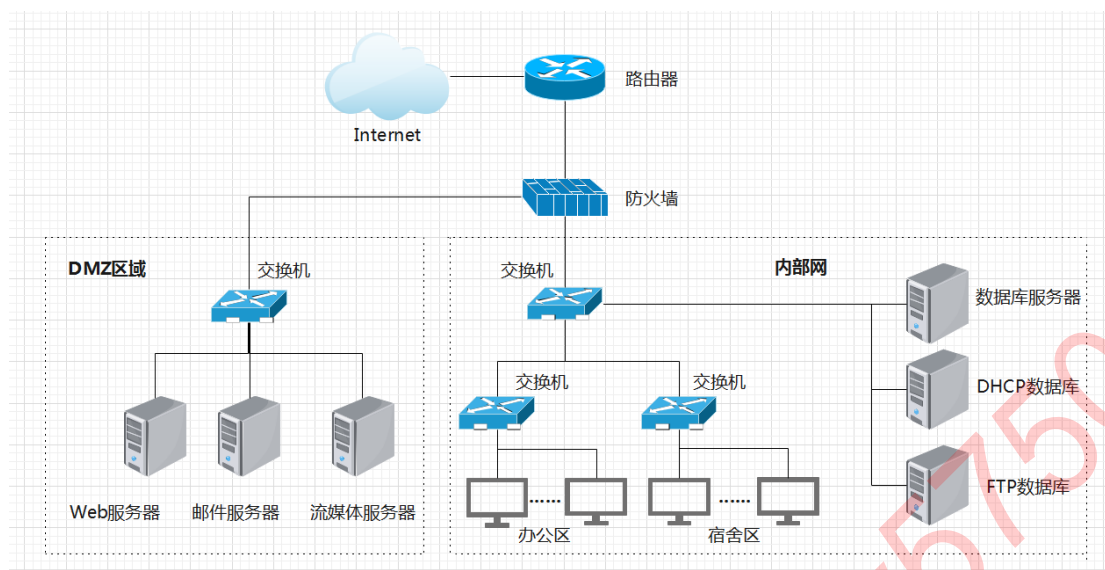 路由器
Internet
防火墙
DMZ区域
交换机
交换机
内部网
数据库服务器
交换机
交换机
DHCP数据库
FTP数据库
Web服务器
邮件服务器
流媒体服务器
……
……
办公区
宿舍区